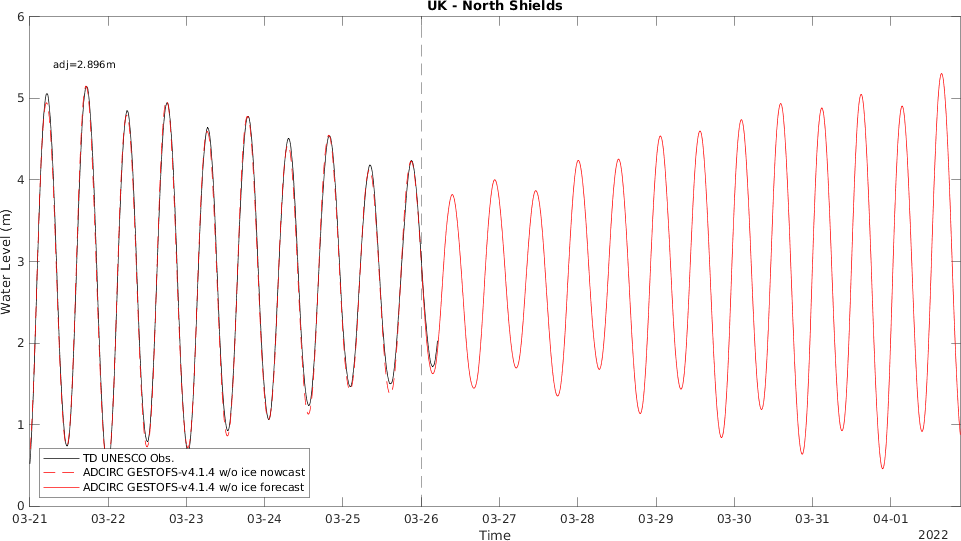 UK - North Shields
6
adj=2.896m
5
4
3
2
1
0
Water Level (m)
TD UNESCO Obs.
ADCIRC GESTOFS-v4.1.4 w/o ice nowcast
ADCIRC GESTOFS-v4.1.4 w/o ice forecast
03-21 03-22 03-23 03-24 03-25 03-26 03-27 03-28 03-29 03-30 03-31 04-01
Time
2022